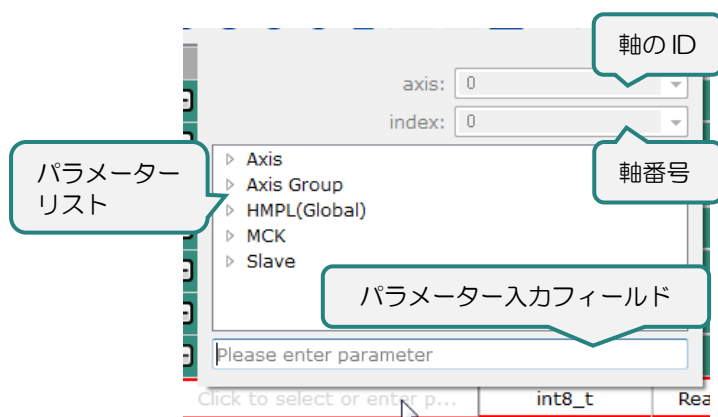 軸の ID
axis: 0
index: 0
軸番号
パラメーター
リスト
Axis
Axis Group
HMPL(Global)
MCK
Slave
パラメーター入力フィールド
Please enter parameter
Click to select or enter p...
int8_t
Rea